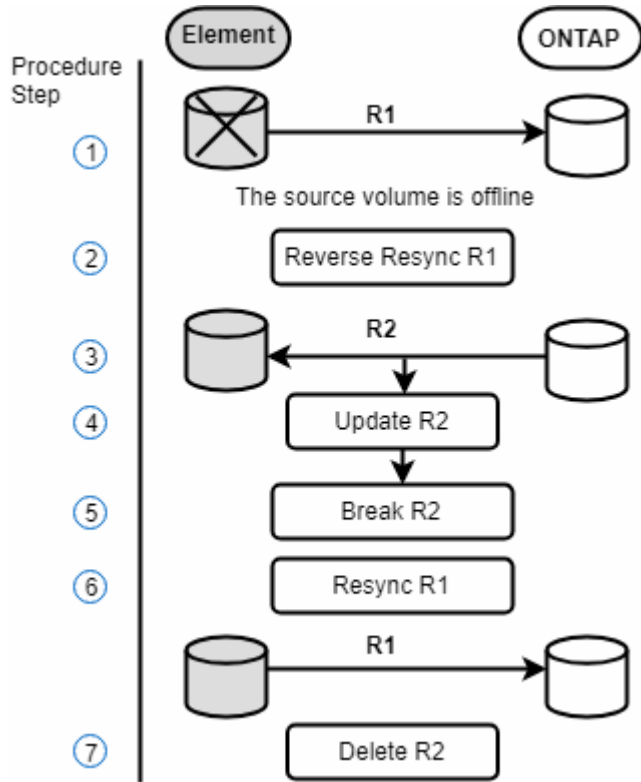 Element
ONTAP
Procedure
Step
R1
1
The source volume is offline
2
Reverse Resync R1
R2
3
4
Update R2
5
Break R2
6
Resync R1
R1
7
Delete R2